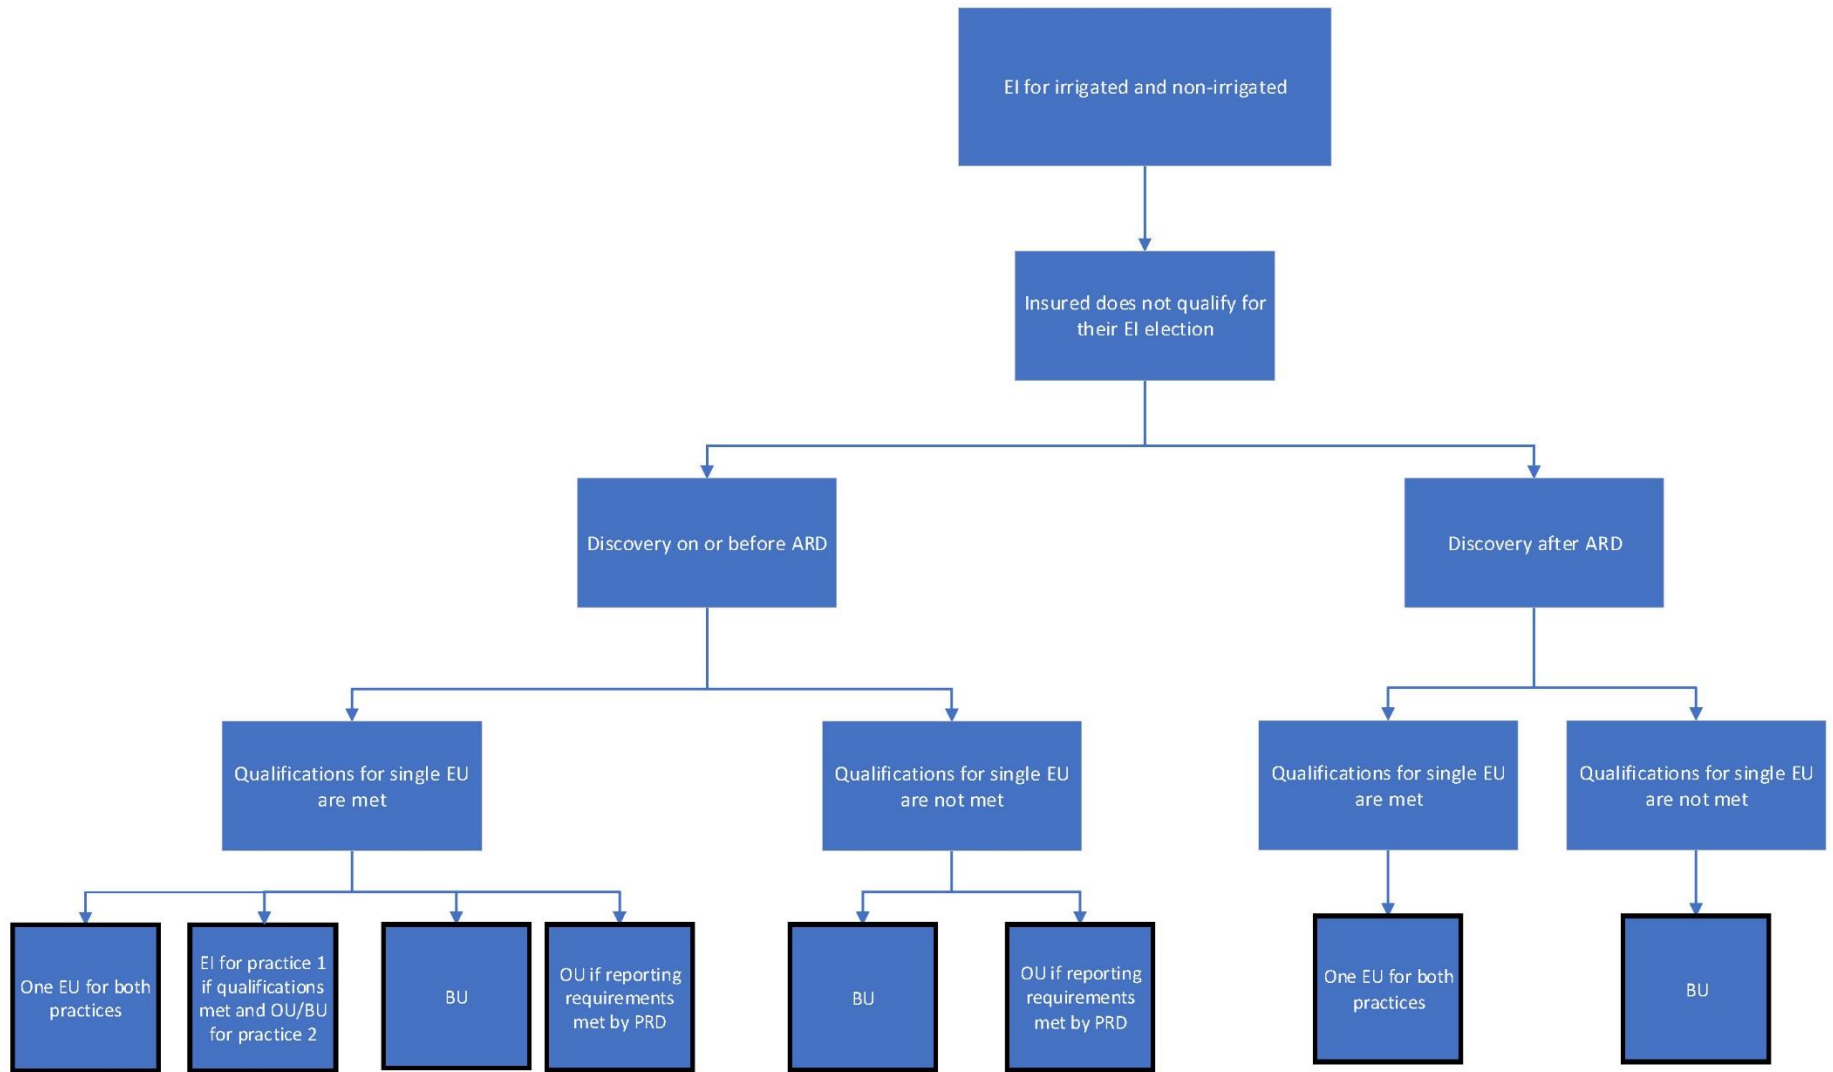 EI for irrigated and non-irrigated
Insured does not qualify for
their EI election
Discovery on or before ARD
Discovery after ARD
Qualifications for single EU
are met
Qualifications for single EU
are not met
Qualifications for single EU
are met
Qualifications for single EU
are not met
One EU for both
practices
EI for practice 1
if qualifications
met and OU/BU
for practice 2
BU
OU if reporting
requirements
met by PRD
BU
OU if reporting
requirements
met by PRD
One EU for both
practices
BU